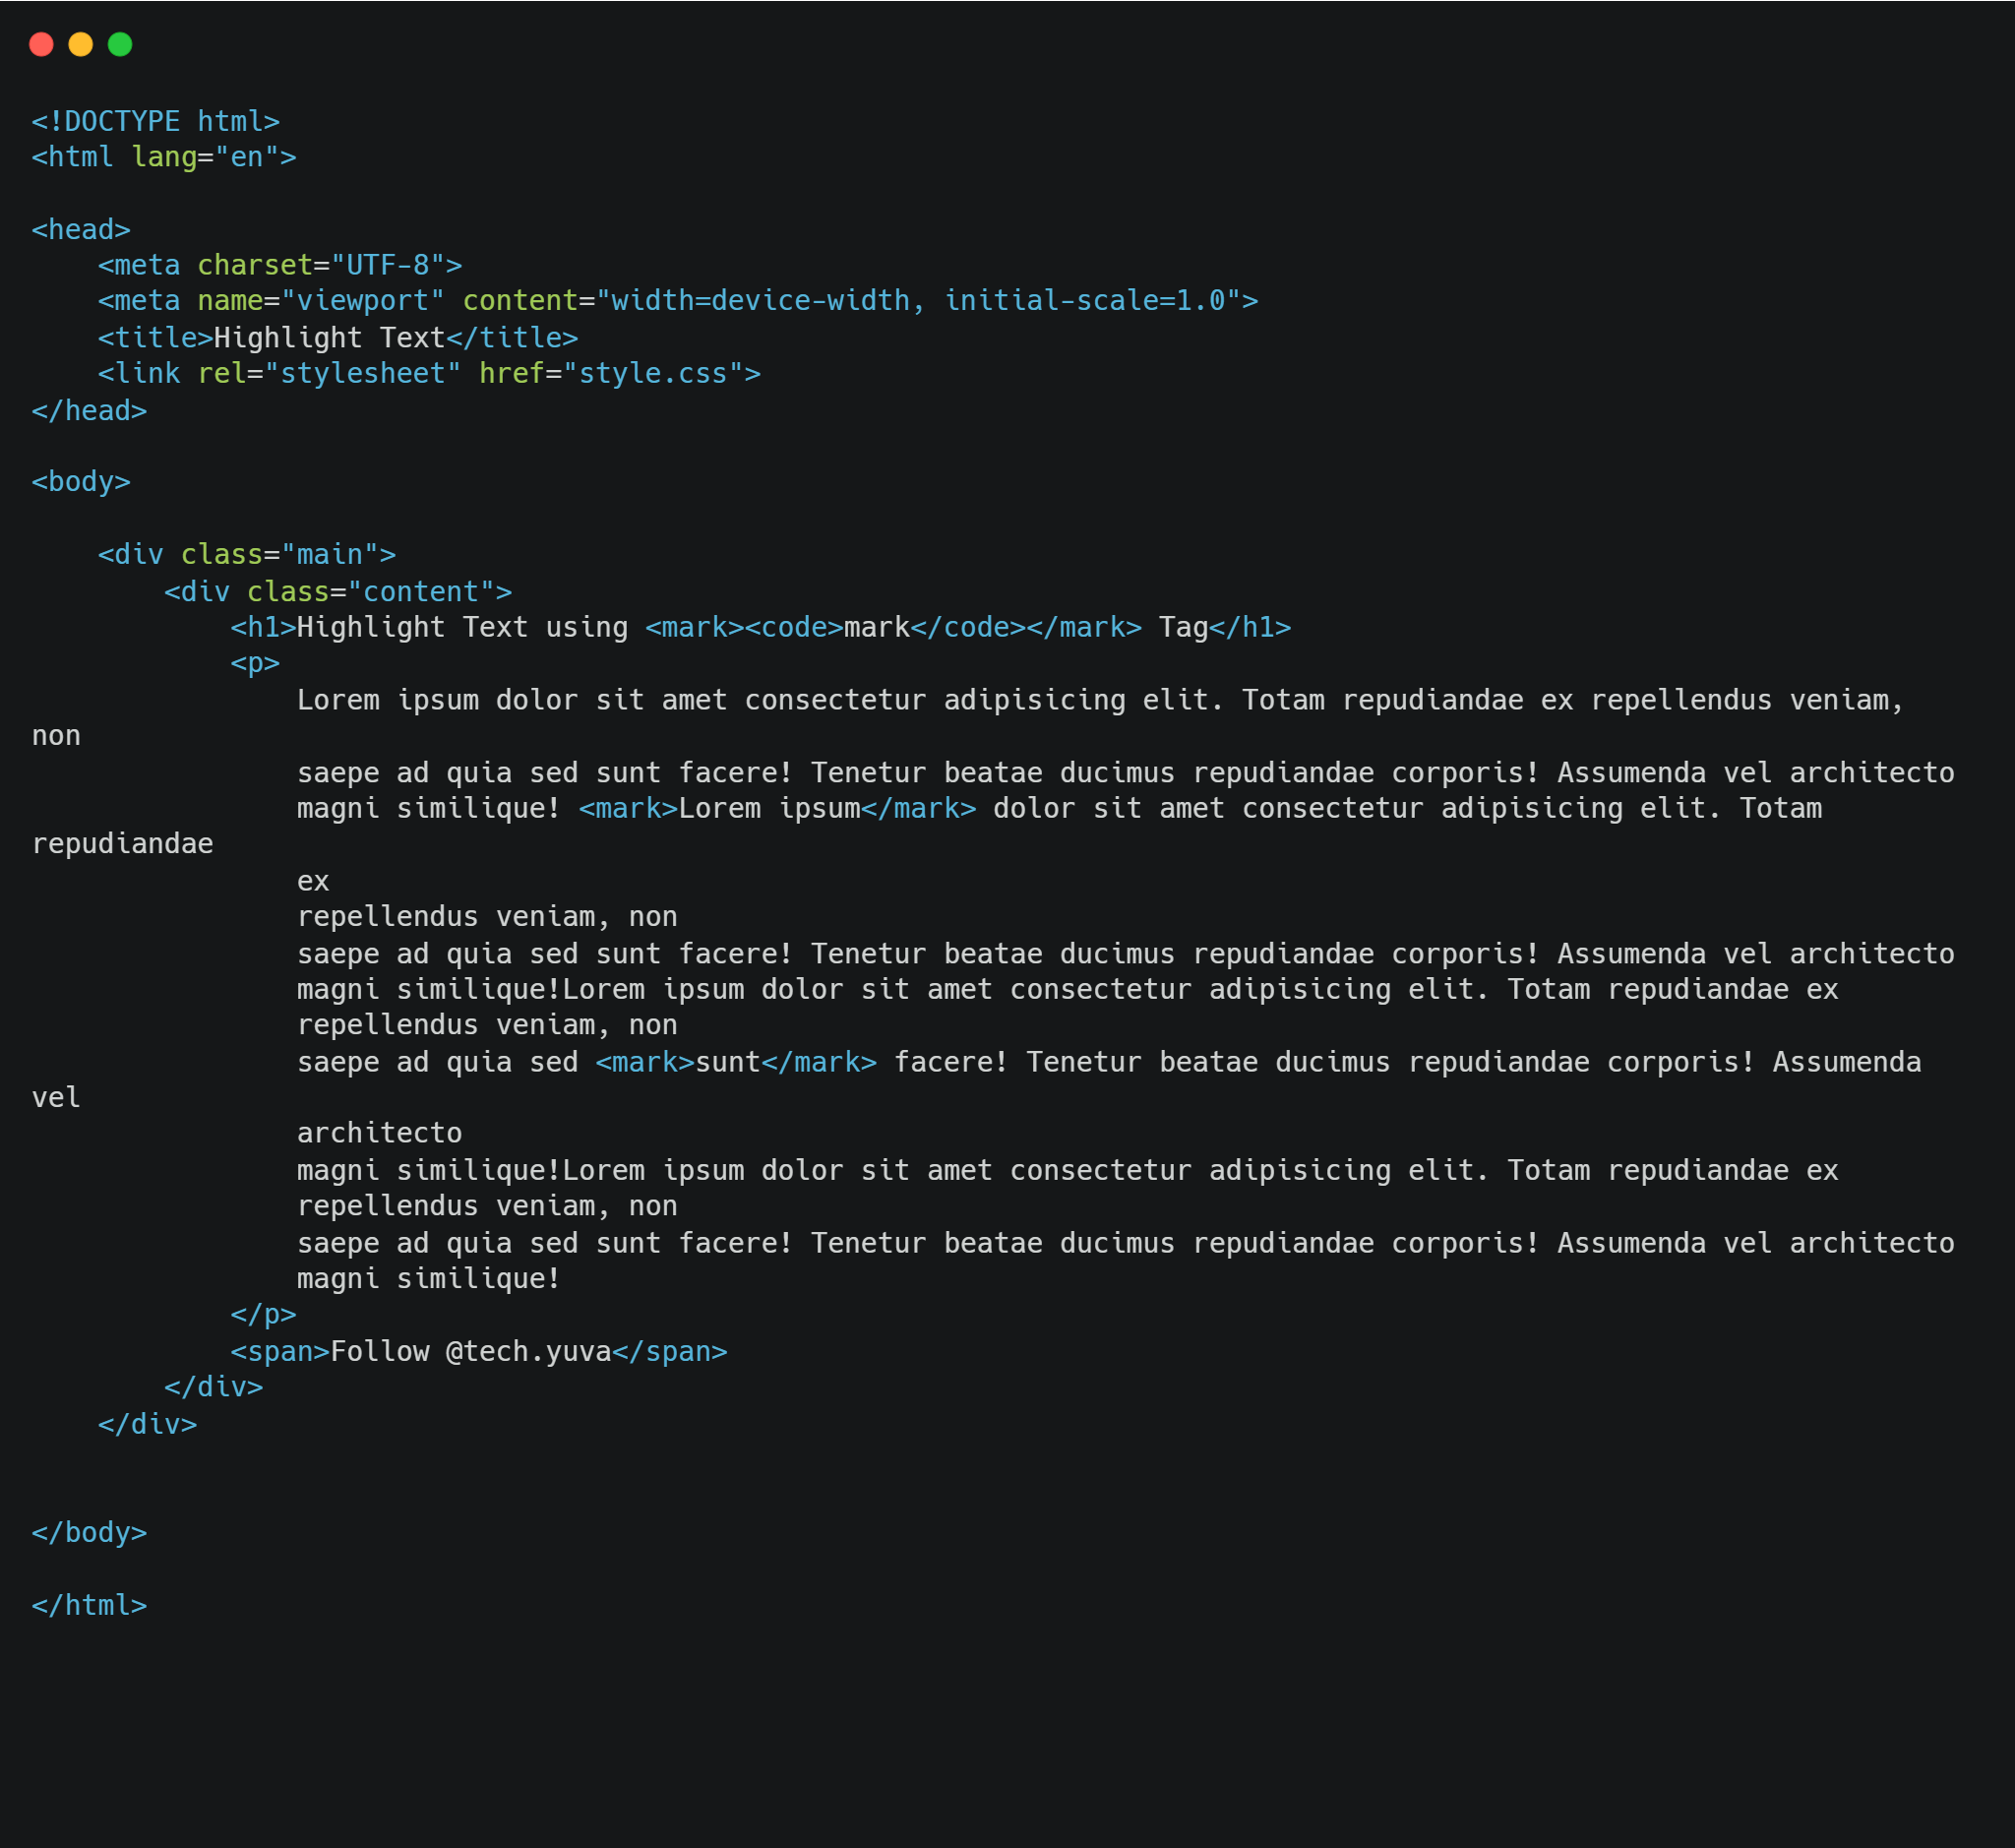 <!DOCTYPE html>
<html lang="en">

<head>
    <meta charset="UTF-8">
    <meta name="viewport" content="width=device-width, initial-scale=1.0">
    <title>Highlight Text</title>
    <link rel="stylesheet" href="style.css">
</head>

<body>

    <div class="main">
        <div class="content">
            <h1>Highlight Text using <mark><code>mark</code></mark> Tag</h1>
            <p>
                Lorem ipsum dolor sit amet consectetur adipisicing elit. Totam repudiandae ex repellendus veniam,
non
                saepe ad quia sed sunt facere! Tenetur beatae ducimus repudiandae corporis! Assumenda vel architecto
                magni similique! <mark>Lorem ipsum</mark> dolor sit amet consectetur adipisicing elit. Totam
repudiandae
                ex
                repellendus veniam, non
                saepe ad quia sed sunt facere! Tenetur beatae ducimus repudiandae corporis! Assumenda vel architecto
                magni similique!Lorem ipsum dolor sit amet consectetur adipisicing elit. Totam repudiandae ex
                repellendus veniam, non
                saepe ad quia sed <mark>sunt</mark> facere! Tenetur beatae ducimus repudiandae corporis! Assumenda
vel
                architecto
                magni similique!Lorem ipsum dolor sit amet consectetur adipisicing elit. Totam repudiandae ex
                repellendus veniam, non
                saepe ad quia sed sunt facere! Tenetur beatae ducimus repudiandae corporis! Assumenda vel architecto
                magni similique!
            </p>
            <span>Follow @tech.yuva</span>
        </div>
    </div>


</body>

</html>